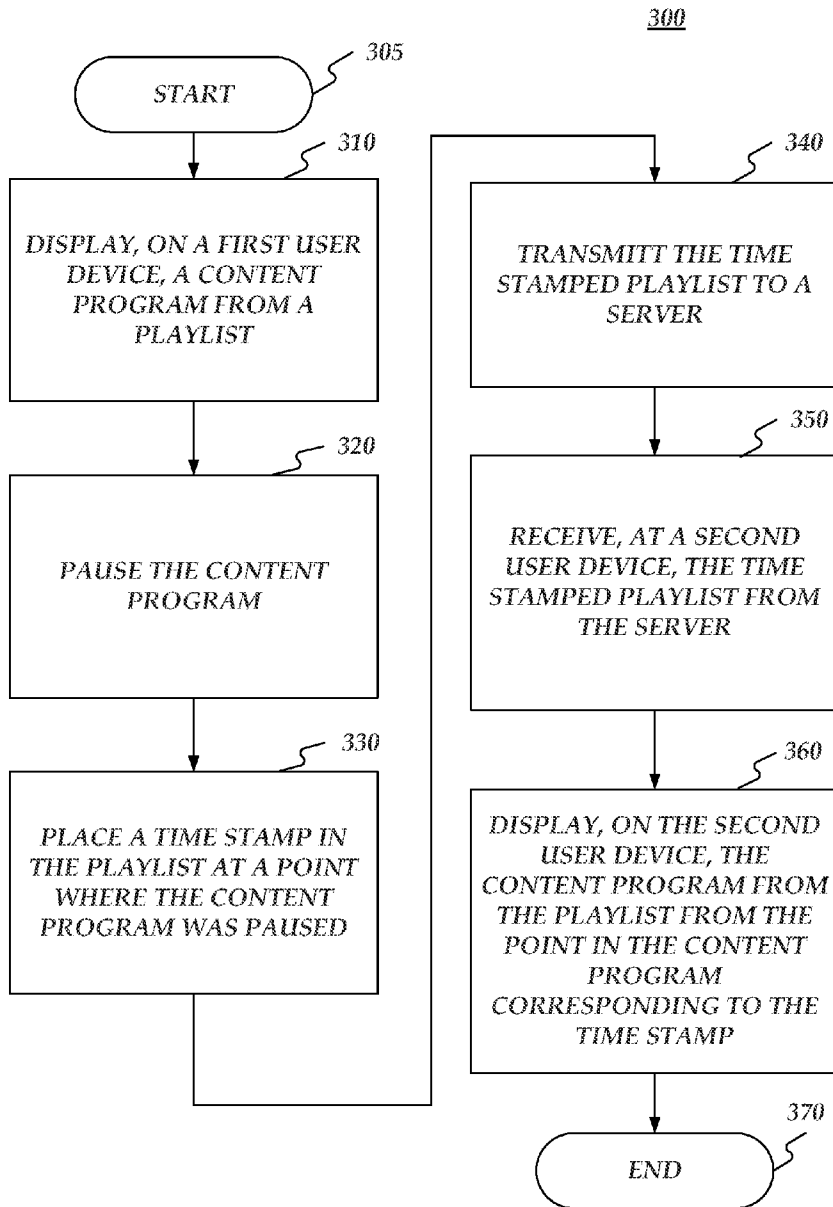 300
305
START
310
DISPLAY, ON A FIRST USER
DEVICE, A CONTENT
PROGRAM FROM A
PLAYLIST
320
PAUSE THE CONTENT
PROGRAM
330
PLACE A TIME STAMP IN
THE PLAYLIST AT A POINT
WHERE THE CONTENT
PROGRAM WAS PAUSED
340
TRANSMITT THE TIME
STAMPED PLAYLIST TO A
SERVER
350
RECEIVE, AT A SECOND
USER DEVICE, THE TIME
STAMPED PLAYLIST FROM
THE SERVER
360
DISPLAY, ON THE SECOND
USER DEVICE, THE
CONTENT PROGRAM FROM
THE PLAYLIST FROM THE
POINT IN THE CONTENT
PROGRAM
CORRESPONDING TO THE
TIME STAMP
370
END